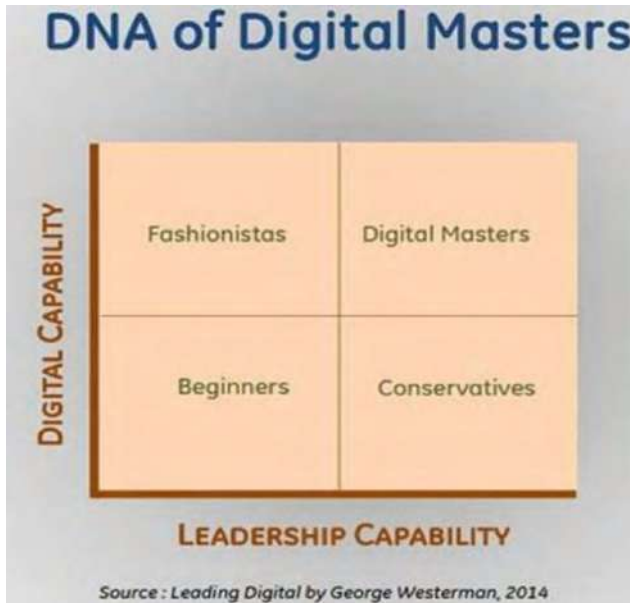 DNA of Digital Masters
DIGITAL CAPABILITY
Fashionistas
Digital Masters
Beginners
Conservatives
LEADERSHIP CAPABILITY
Source : Leading Digital by George Westerman, 2014